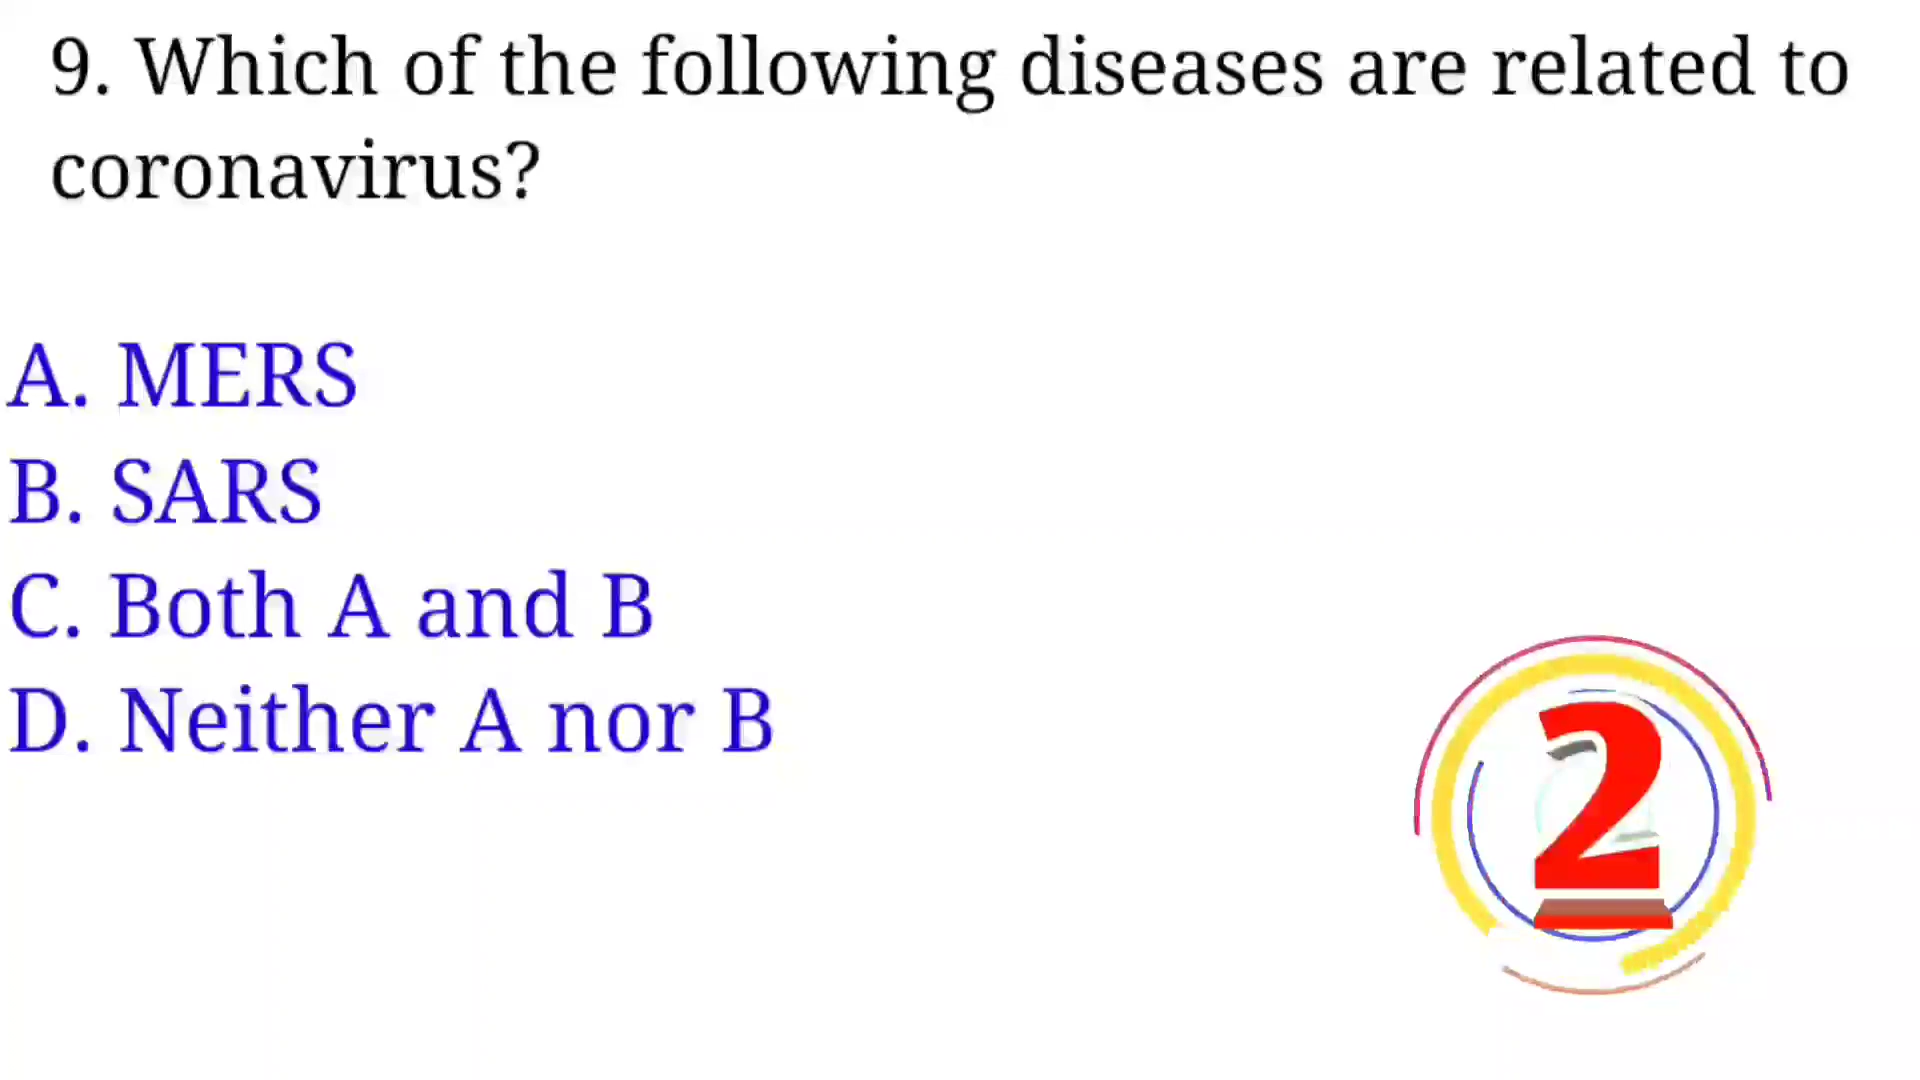 9. Which of the following diseases are related to
coronavirus?
A. MERS
B. SARS
C. Both A and B
D. Neither A nor B
2